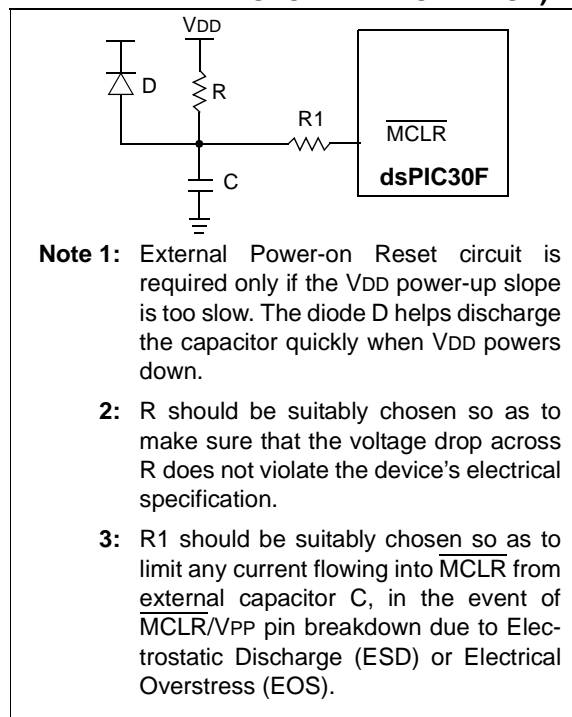 VDD
D
R
R1
MCLR
dsPIC30F
C
Note 1: External Power-on Reset circuit is
required only if the VDD power-up slope
is too slow. The diode D helps discharge
the capacitor quickly when VDD powers
down.
2: R should be suitably chosen so as to
make sure that the voltage drop across
R does not violate the device's electrical
specification.
3: R1 should be suitably chosen so as to
limit any current flowing into MCLR from
external capacitor C, in the event of
MCLR/VPP pin breakdown due to Elec-
trostatic Discharge (ESD) or Electrical
Overstress (EOS).